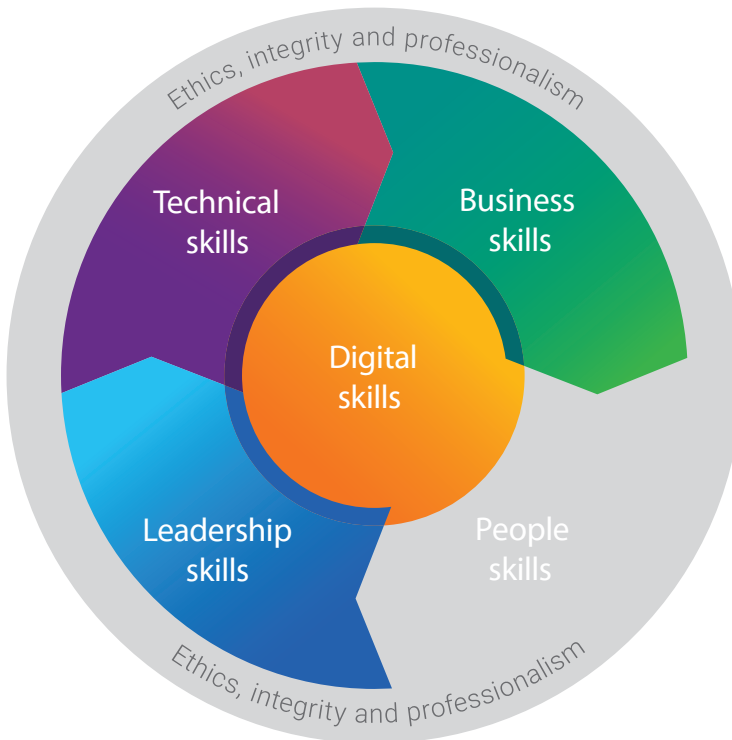 Ethics, integrity and professionalism
Technical
skills
Business
skills
Digital
skills
Leadership
skills
People
skills
Ethics, integrity and professionalism